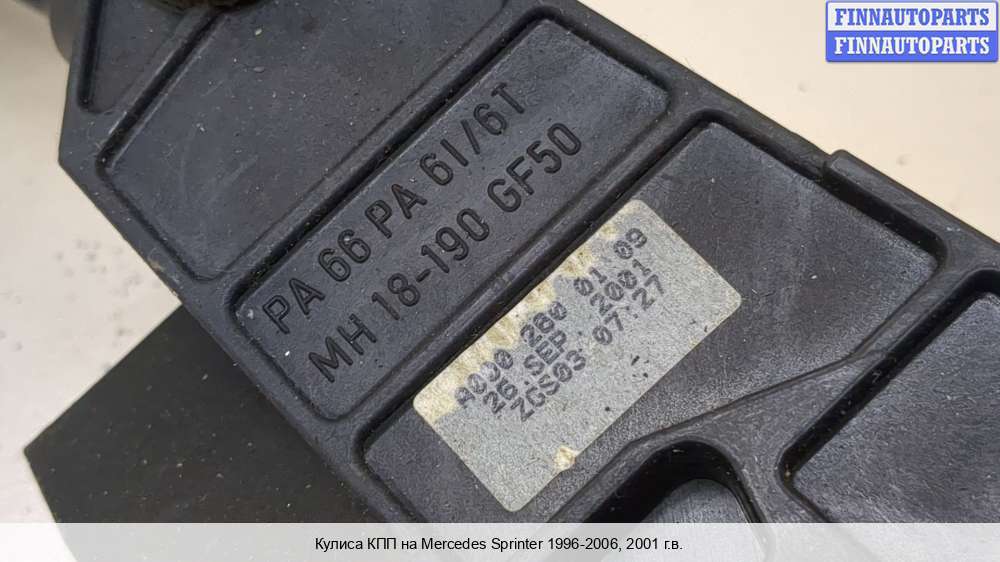 FINNAUTOPARTS
FINNAUTOPARTS
PA 66 PA 6I/6T
MH 18-190 GF50
A000 260 01 09
26.SEP. 2001
ZGS03 07:27
Кулиса КПП на Mercedes Sprinter 1996-2006, 2001 г.в.